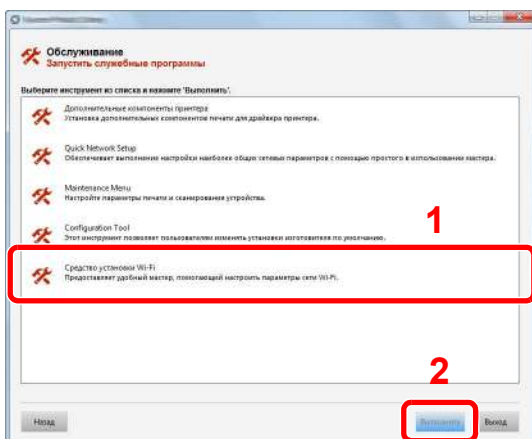 Обслуживание
Запустить служебные программы
Выберите инструмент из списка и нажмите 'Выполнить'.
Дополнительные компоненты принтера
Установка дополнительных компонентов печати для драйвера принтера.
Quick Network Setup
Обеспечивает выполнение настройки наиболее общих сетевых параметров с помощью простого в использовании мастера.
Maintenance Menu
Настройте параметры печати и сканирования устройства.
1
Configuration Tool
Этот инструмент позволяет пользователям изменять установки изготовителя по умолчанию.
Средство установки Wi-Fi
Предоставляет удобный мастер, помогающий настроить параметры сети Wi-Fi.
2
Назад
Выполнить
Выход